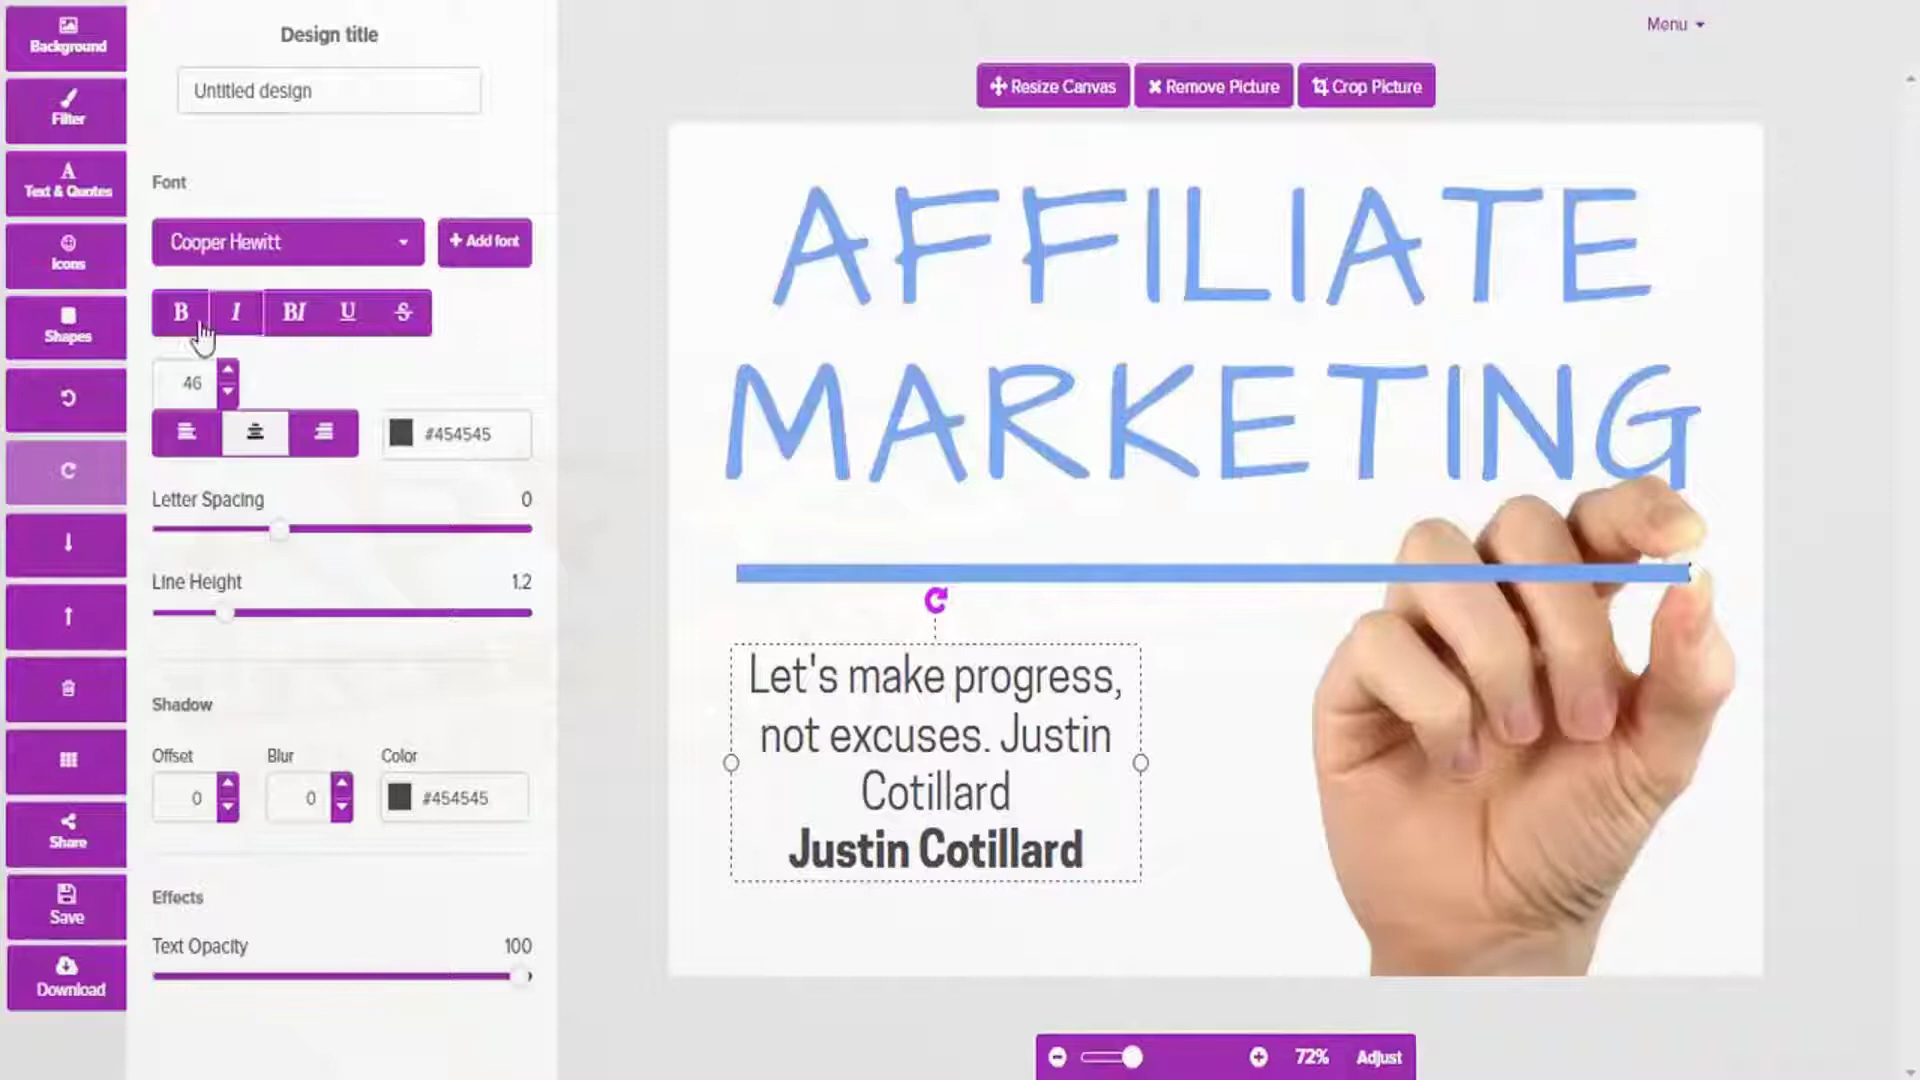 Background
Filter
A
Text & Quotes
Icons
Shapes
Share
Save
Download
Design title
Untitled design
Font
Cooper Hewitt
+ Add font
B I BI U S
46
#454545
Letter Spacing 0
Line Height 1.2
Shadow
Offset Blur Color
0 0 #454545
Effects
Text Opacity 100
Menu
Resize Canvas
Remove Picture
Crop Picture
AFFILIATE
MARKETING
Let's make progress,
not excuses. Justin
Cotillard
Justin Cotillard
72% Adjust